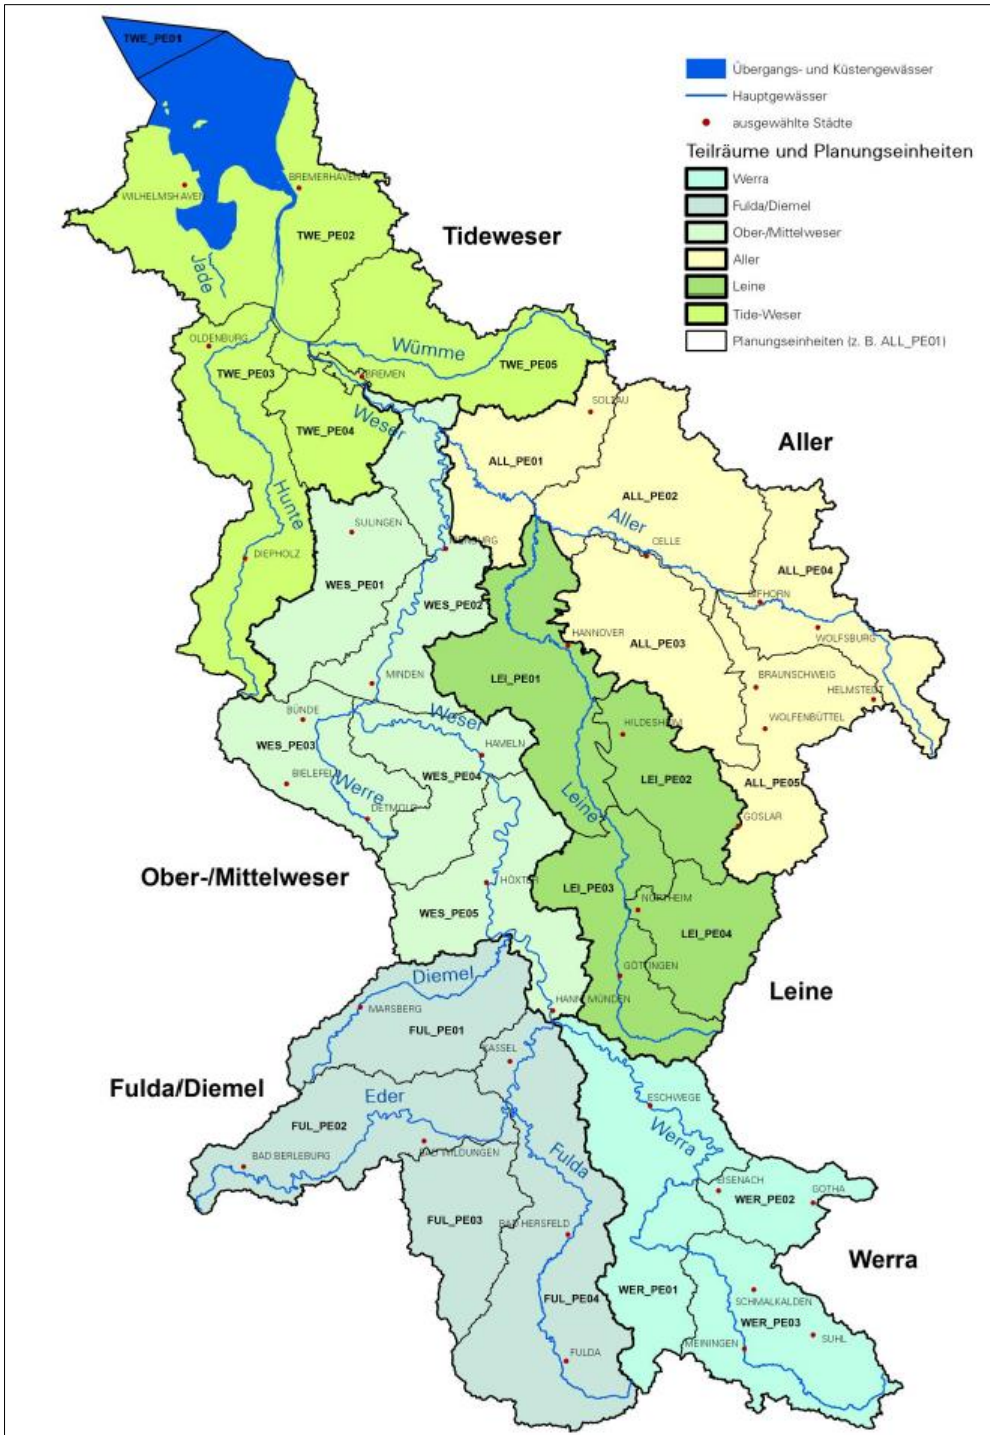 TWE_PE01
Übergangs- und Küstengewässer
Hauptgewässer
ausgewählte Städte
Teilräume und Planungseinheiten
Werra
Fulda/Diemel
Ober-/Mittelweser
Aller
Leine
Tide-Weser
Planungseinheiten (z. B. ALL_PE01)
BREMERHAVEN
WILHELMSHAVEN
TWE_PE02
Tideweser
Jade
OLDENBURG
Wümme
TWE_PE03
TWE_PE05
BREMEN
SOLTAU
Weser
TWE_PE04
Aller
ALL_PE01
Hunte
ALL_PE02
Aller
SULINGEN
NIENBURG
CELLE
DIEPHOLZ
ALL_PE04
WES_PE01
WES_PE02
GIFHORN
HANNOVER
ALL_PE03
WOLFSBURG
MINDEN
LEI_PE01
BRAUNSCHWEIG
HELMSTEDT
BÜNDE
Weser
HILDESHEIM
WOLFENBÜTTEL
WES_PE03
HAMELN
BIELEFELD
WES_PE04
LEI_PE02
ALL_PE05
Werre
Leine
DETMOLD
GOSLAR
Ober-/Mittelweser
HÖXTER
LEI_PE03
NORTHEIM
WES_PE05
LEI_PE04
Diemel
GÖTTINGEN
Leine
MARSBERG
HANN. MÜNDEN
FUL_PE01
KASSEL
Fulda/Diemel
Eder
ESCHWEGE
FUL_PE02
Werra
BAD WILDUNGEN
Fulda
BAD BERLEBURG
EISENACH
GOTHA
WER_PE02
FUL_PE03
BAD HERSFELD
Werra
WER_PE01
FUL_PE04
SCHMALKALDEN
WER_PE03
SUHL
MEININGEN
FULDA